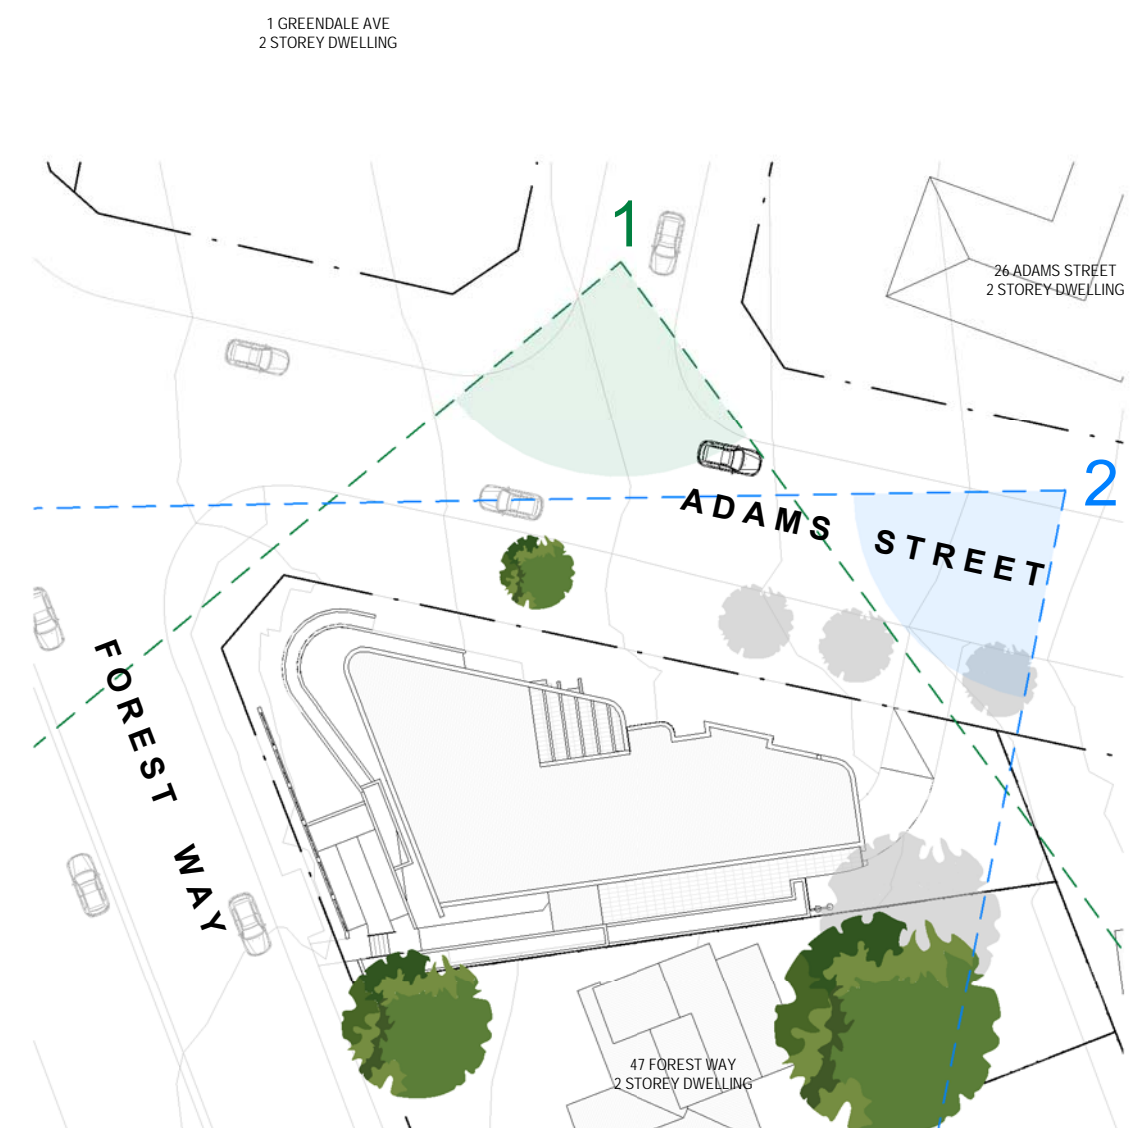 1 GREENDALE AVE
2 STOREY DWELLING
1
26 ADAMS STREET
2 STOREY DWELLING
2
ADAMS STREET
FOREST WAY
47 FOREST WAY
2 STOREY DWELLING